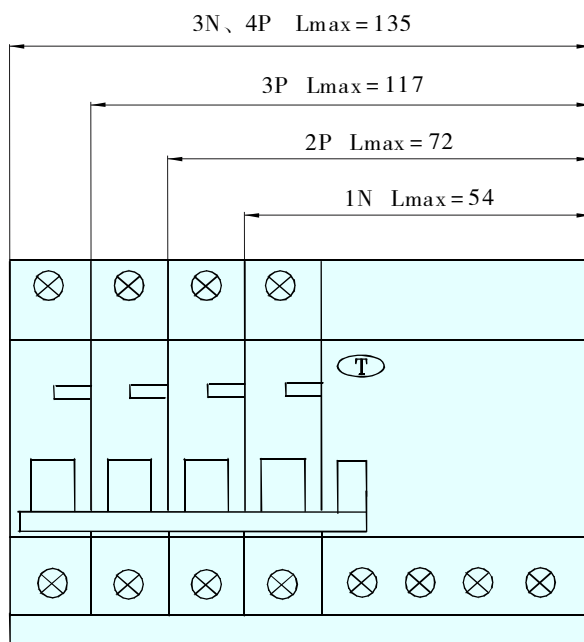 3N、4P Lmax=135
3P Lmax=117
2P Lmax=72
1N Lmax=54
T